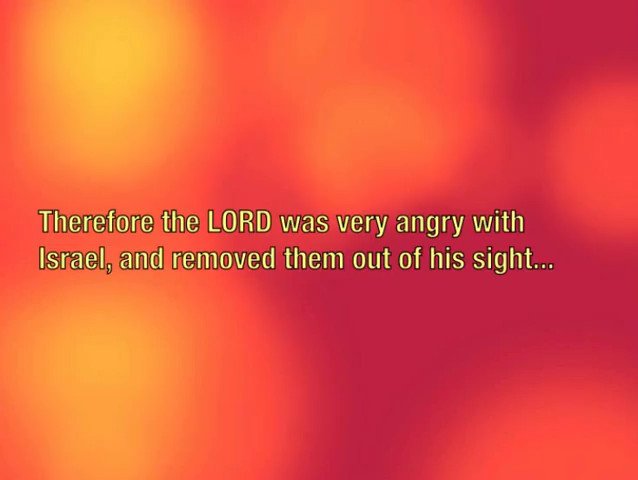 Therefore the LORD was very angry with
Israel, and removed them out of his sight...